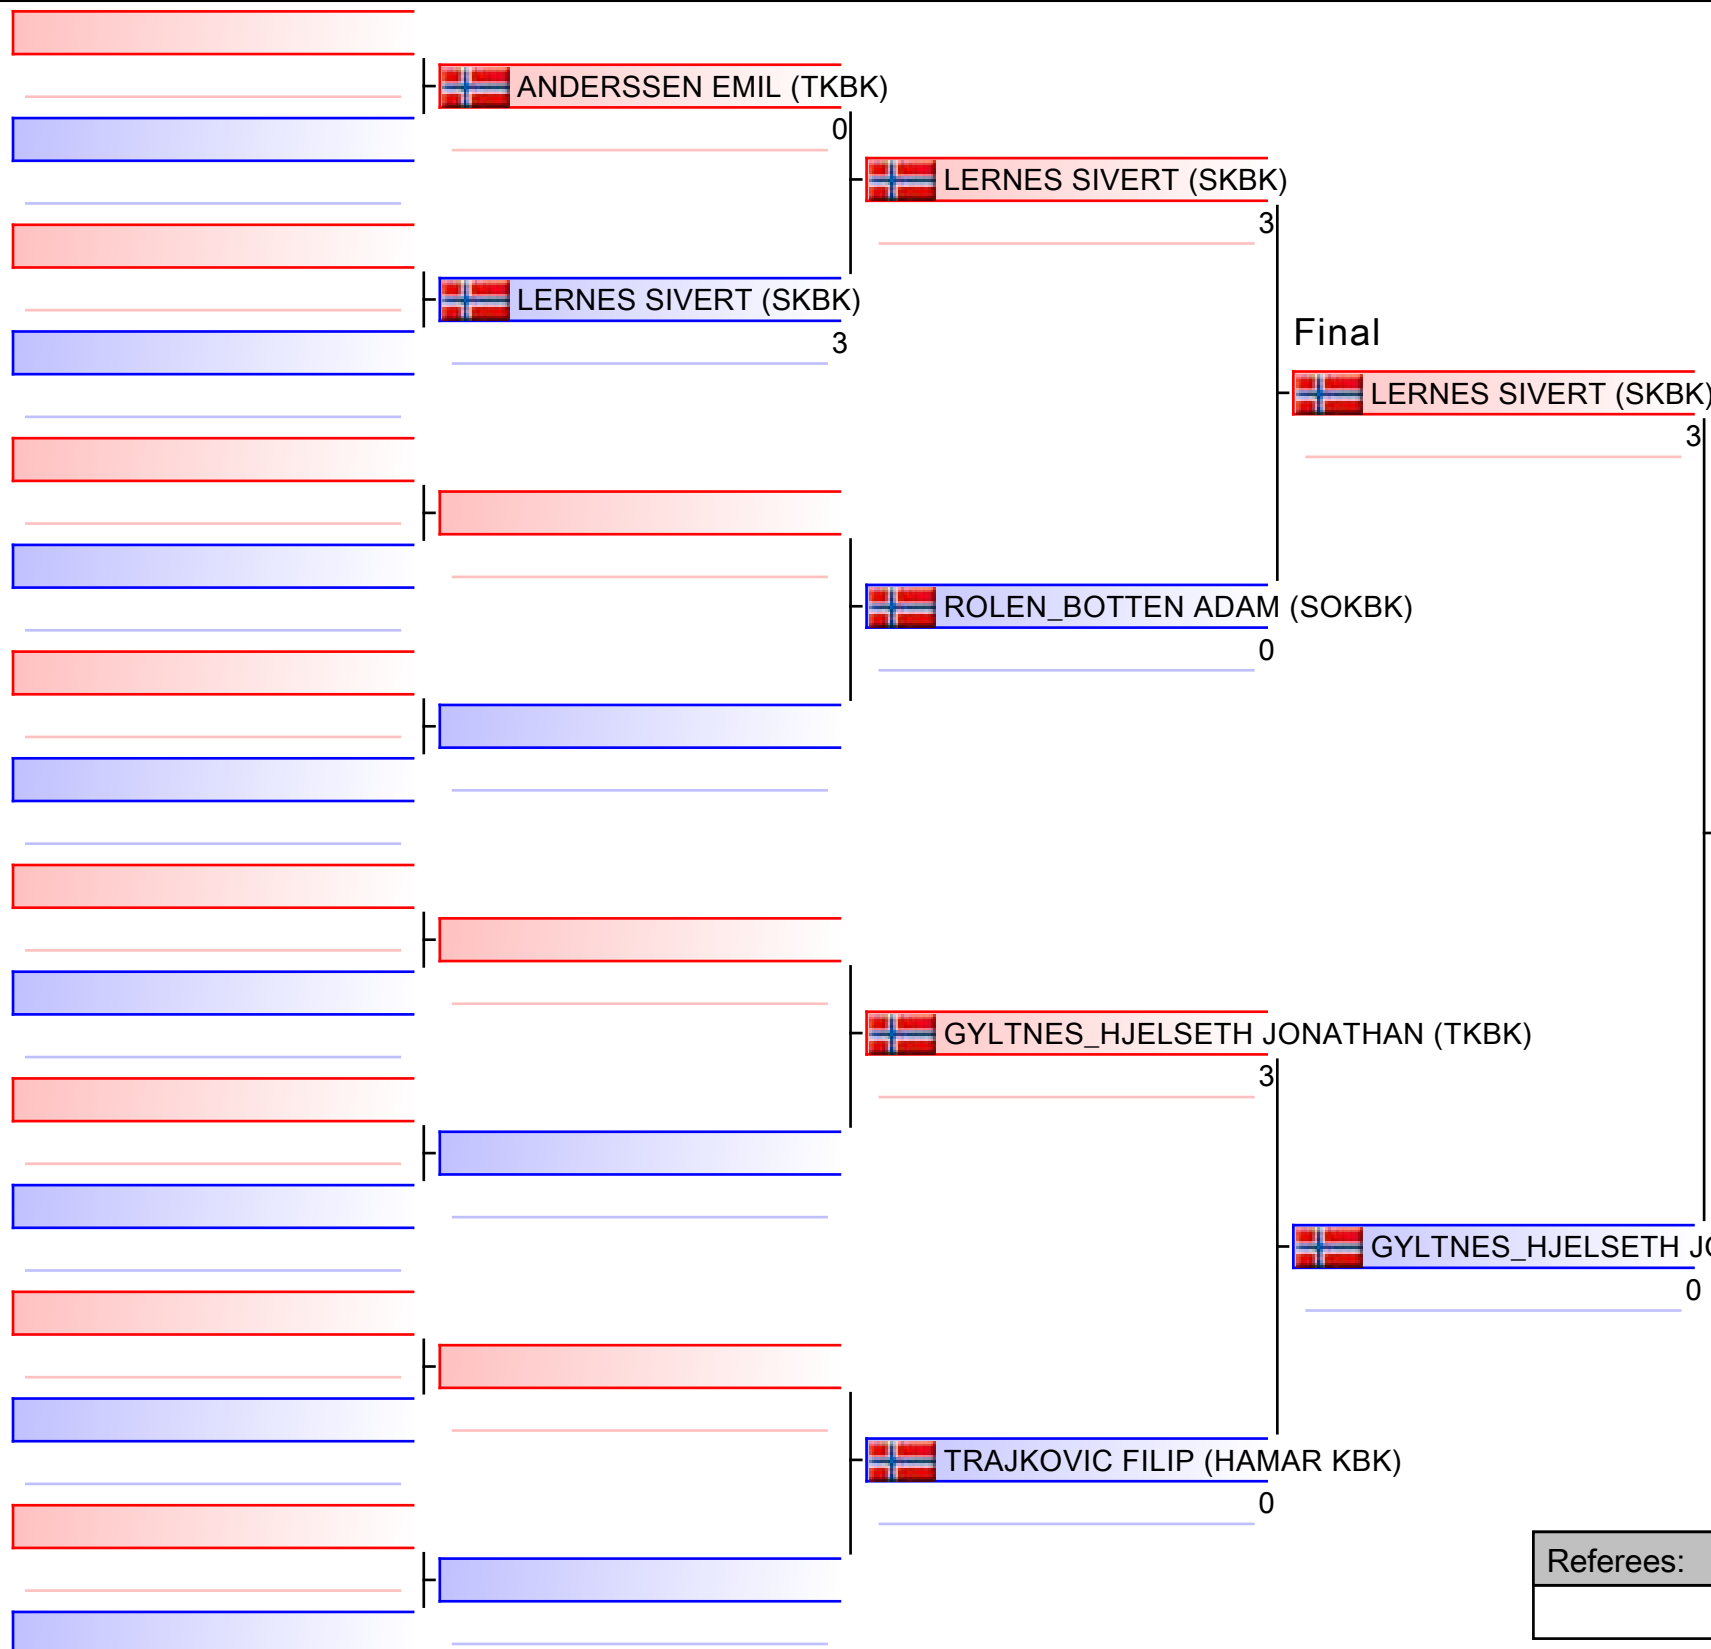 ANDERSSEN EMIL (TKBK)
0
LERNES SIVERT (SKBK)
3
LERNES SIVERT (SKBK)
3
Final
LERNES SIVERT (SKBK)
3
ROLEN_BOTTEN ADAM (SOKBK)
0
GYLTNES_HJELSETH JONATHAN (TKBK)
3
GYLTNES_HJELSETH JO
0
TRAJKOVIC FILIP (HAMAR KBK)
0
Referees: